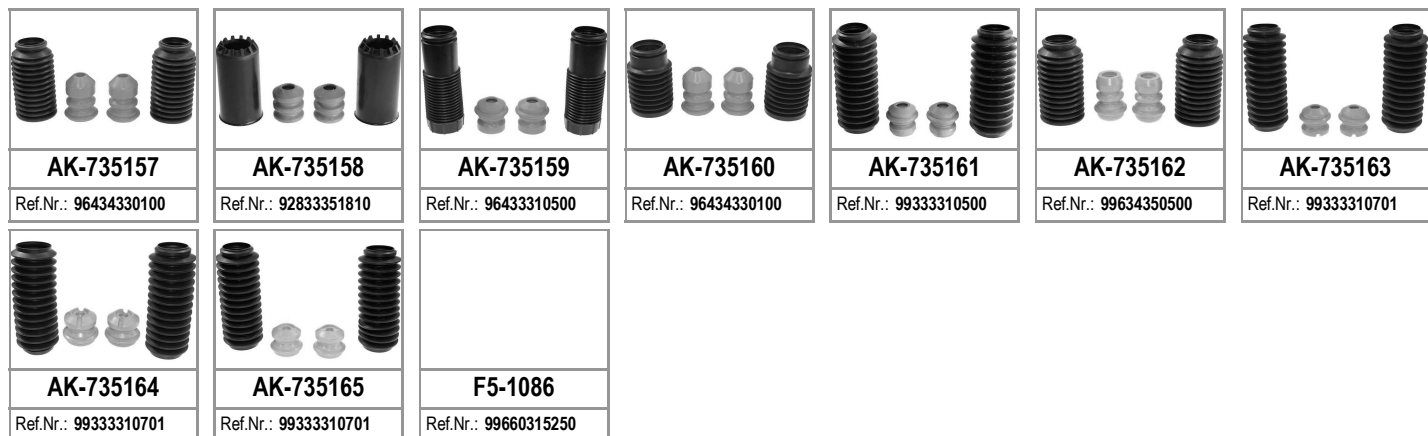 AK-735157
Ref.Nr.: 96434330100
AK-735158
Ref.Nr.: 92833351810
AK-735159
Ref.Nr.: 96433310500
AK-735160
Ref.Nr.: 96434330100
AK-735161
Ref.Nr.: 99333310500
AK-735162
Ref.Nr.: 99634350500
AK-735163
Ref.Nr.: 99333310701
AK-735164
Ref.Nr.: 99333310701
AK-735165
Ref.Nr.: 99333310701
F5-1086
Ref.Nr.: 99660315250